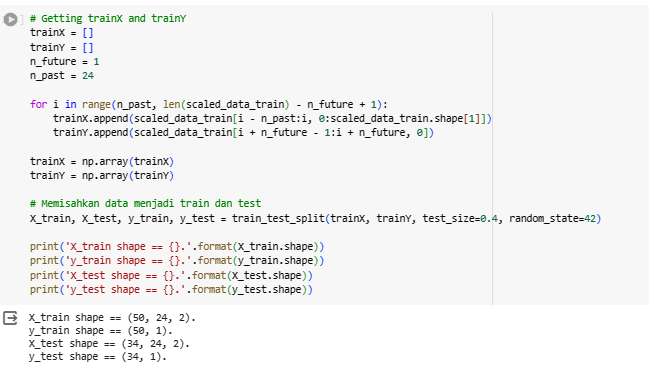 # Getting trainX and trainY
trainX = []
trainY = []
n_future = 1
n_past = 24
for i in range(n_past, len(scaled_data_train) - n_future + 1):
trainX.append(scaled_data_train[i - n_past:i, 0:scaled_data_train.shape[1]])
trainY.append(scaled_data_train[i + n_future - 1:i + n_future, 0])
trainX = np.array(trainX)
trainY = np.array(trainY)
# Memisahkan data menjadi train dan test
X_train, X_test, y_train, y_test = train_test_split(trainX, trainY, test_size=0.4, random_state=42)
print('X_train shape == {}.'.format(X_train.shape))
print('y_train shape == {}.'.format(y_train.shape))
print('X_test shape == {}.'.format(X_test.shape))
print('y_test shape == {}.'.format(y_test.shape))
X_train shape == (50, 24, 2).
y_train shape == (50, 1).
X_test shape == (34, 24, 2).
y_test shape == (34, 1).